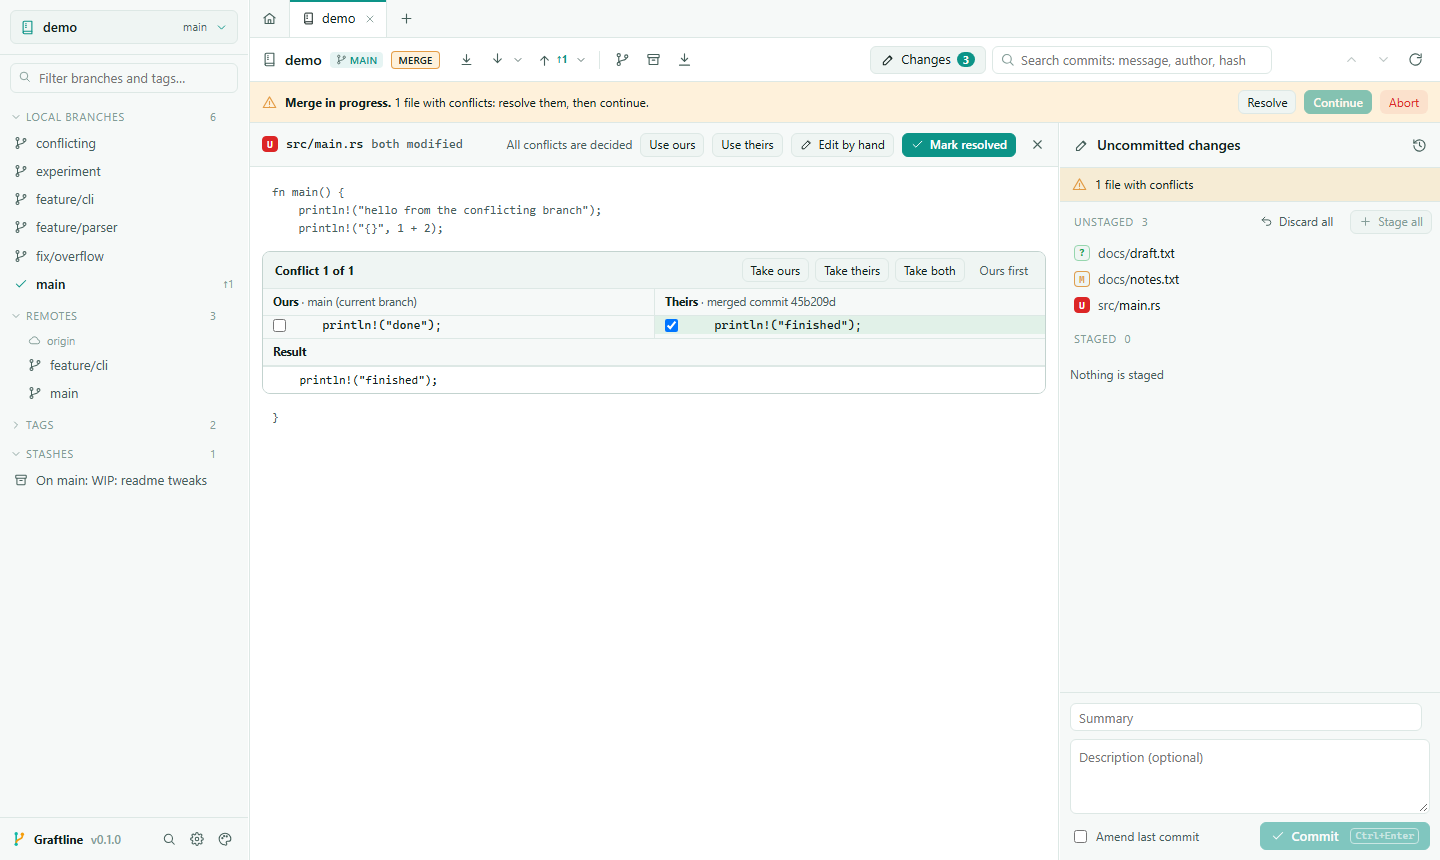 demo main
Filter branches and tags...
LOCAL BRANCHES 6
conflicting
experiment
feature/cli
feature/parser
fix/overflow
main ↑1
REMOTES 3
origin
feature/cli
main
TAGS 2
STASHES 1
On main: WIP: readme tweaks
Graftline v0.1.0
demo
demo MAIN MERGE ↑1 Changes 3 Search commits: message, author, hash
Merge in progress. 1 file with conflicts: resolve them, then continue. Resolve Continue Abort
U src/main.rs both modified All conflicts are decided Use ours Use theirs Edit by hand Mark resolved
fn main() {
println!("hello from the conflicting branch");
println!("{}", 1 + 2);
Conflict 1 of 1 Take ours Take theirs Take both Ours first
Ours · main (current branch) Theirs · merged commit 45b209d
println!("done"); println!("finished");
Result
println!("finished");
}
Uncommitted changes
1 file with conflicts
UNSTAGED 3 Discard all Stage all
? docs/draft.txt
M docs/notes.txt
U src/main.rs
STAGED 0
Nothing is staged
Summary
Description (optional)
Amend last commit Commit Ctrl+Enter